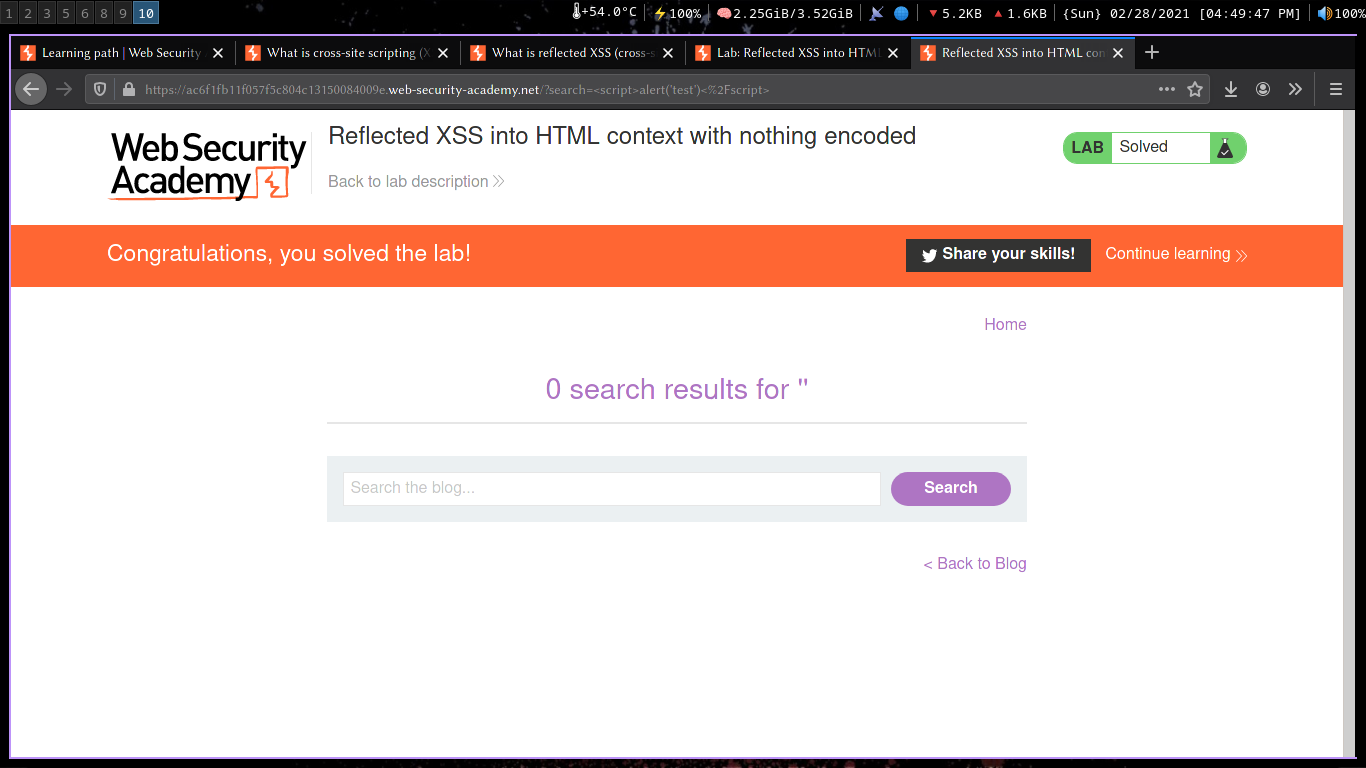 1 2 3 5 6 8 9 10 +54.0°C 100% 2.25GiB/3.52GiB 5.2KB 1.6KB {Sun} 02/28/2021 [04:49:47 PM] 100%
Learning path | Web Security What is cross-site scripting (X What is reflected XSS (cross-s Lab: Reflected XSS into HTML Reflected XSS into HTML con
https://ac6f1fb11f057f5c804c13150084009e.web-security-academy.net/?search=<script>alert('test')<%2Fscript>
Web Security
Academy
Reflected XSS into HTML context with nothing encoded
Back to lab description
LAB Solved
Congratulations, you solved the lab!
Share your skills!
Continue learning
Home
0 search results for ''
Search the blog...
Search
< Back to Blog